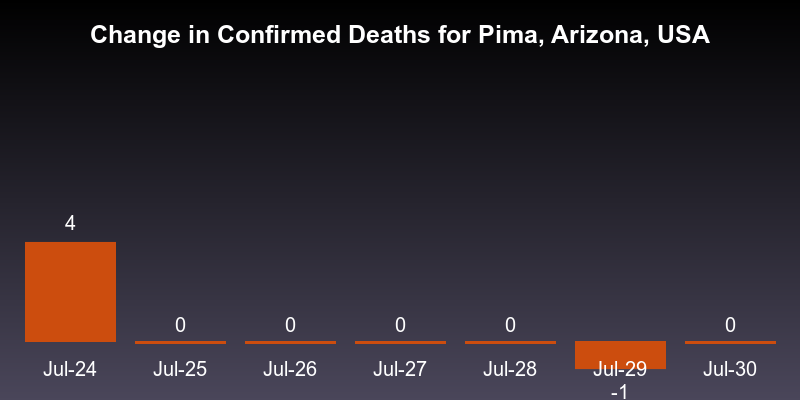 Change in Confirmed Deaths for Pima, Arizona, USA
4
0
0
0
0
0
Jul-24
Jul-25
Jul-26
Jul-27
Jul-28
Jul-29
Jul-30
-1